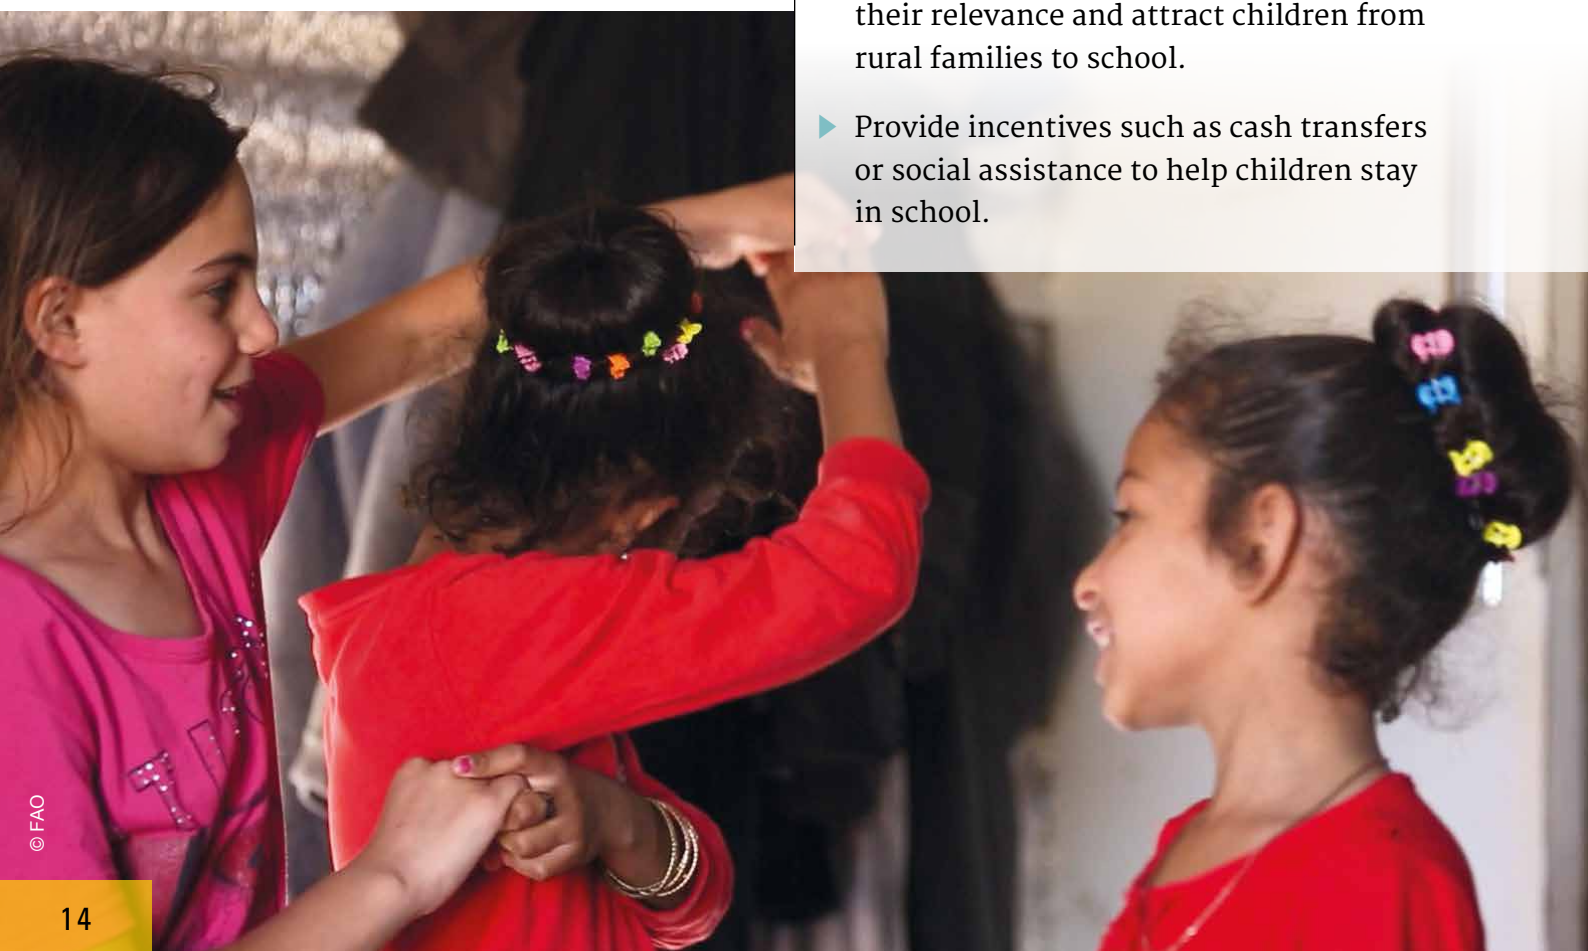 their relevance and attract children from
rural families to school.
Provide incentives such as cash transfers
or social assistance to help children stay
in school.
© FAO
14